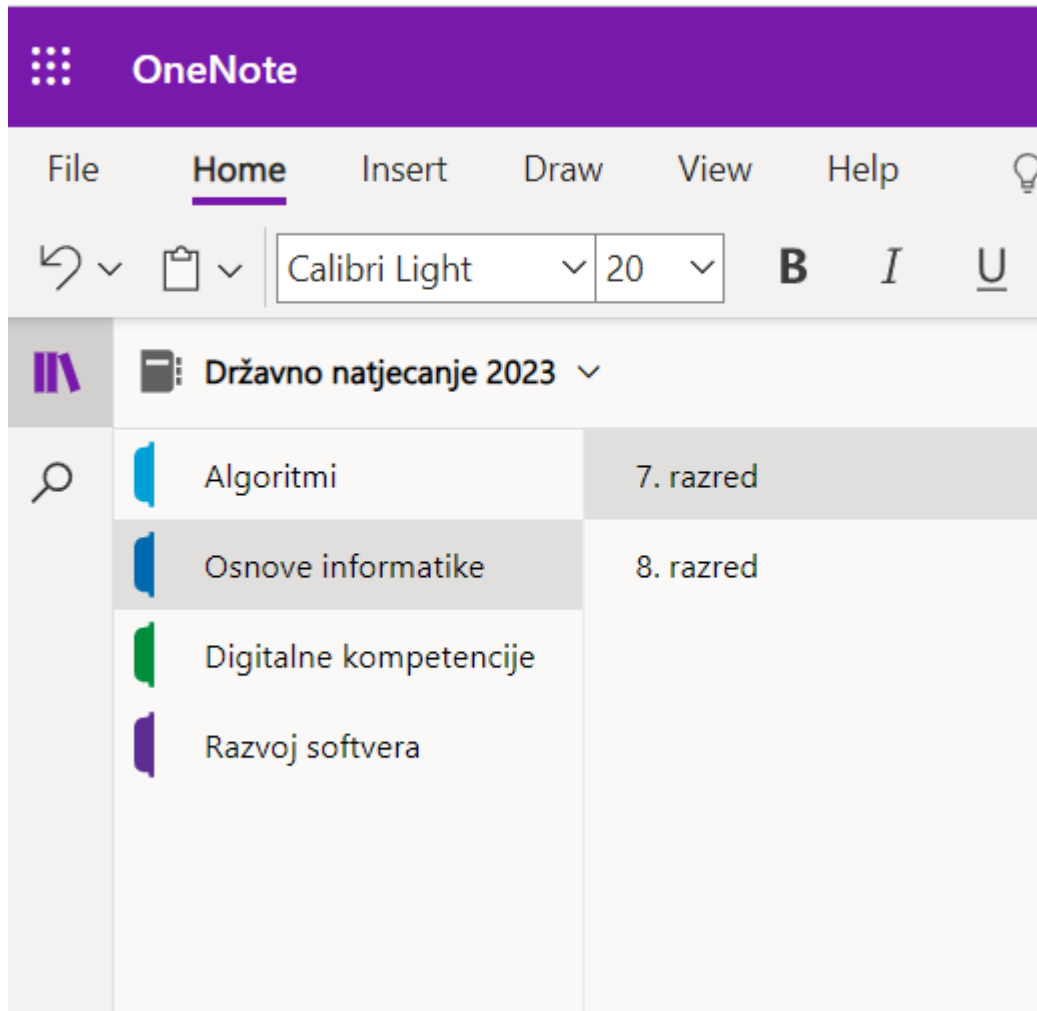 OneNote
File Home Insert Draw View Help
Calibri Light 20 B I U
Državno natjecanje 2023
Algoritmi 7. razred
Osnove informatike 8. razred
Digitalne kompetencije
Razvoj softvera